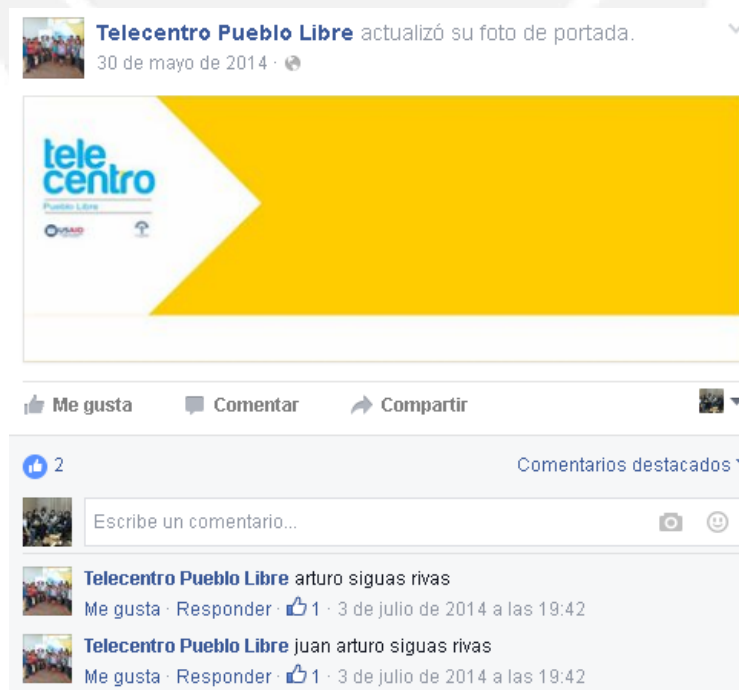 Telecentro Pueblo Libre actualizó su foto de portada.
30 de mayo de 2014 ·
tele
centro
Pueblo Libre
USAID
Me gusta Comentar Compartir
2 Comentarios destacados
Escribe un comentario...
Telecentro Pueblo Libre arturo siguas rivas
Me gusta · Responder · 1 · 3 de julio de 2014 a las 19:42
Telecentro Pueblo Libre juan arturo siguas rivas
Me gusta · Responder · 1 · 3 de julio de 2014 a las 19:42